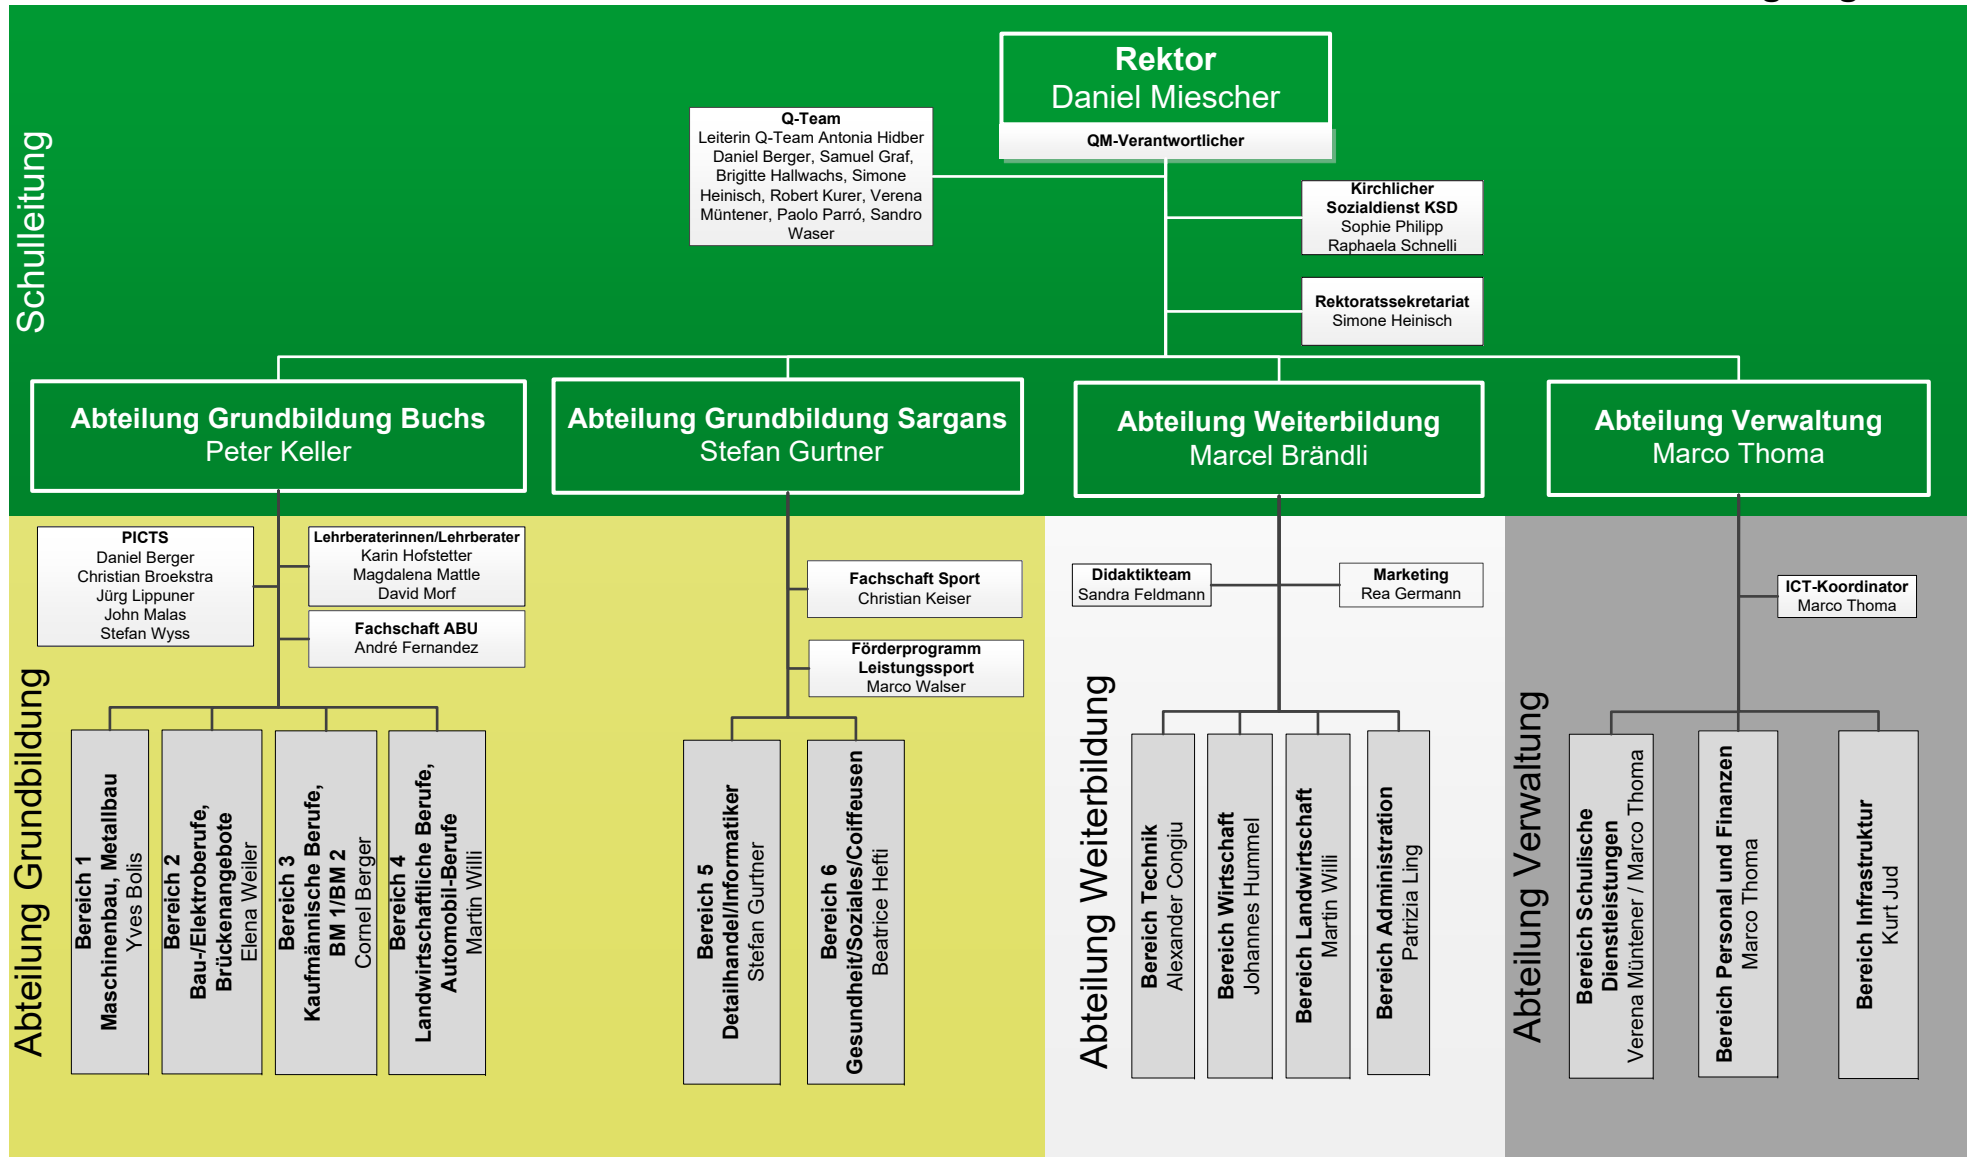 Rektor
Daniel Miescher
QM-Verantwortlicher
Q-Team
Leiterin Q-Team Antonia Hidber
Daniel Berger, Samuel Graf,
Brigitte Hallwachs, Simone
Heinisch, Robert Kurer, Verena
Müntener, Paolo Parró, Sandro
Waser
Kirchlicher
Sozialdienst KSD
Sophie Philipp
Raphaela Schnelli
Rektoratssekretariat
Simone Heinisch
Schulleitung
Abteilung Grundbildung Buchs
Peter Keller
Abteilung Grundbildung Sargans
Stefan Gurtner
Abteilung Weiterbildung
Marcel Brändli
Abteilung Verwaltung
Marco Thoma
PICTS
Daniel Berger
Christian Broekstra
Jürg Lippuner
John Malas
Stefan Wyss
Lehrberaterinnen/Lehrberater
Karin Hofstetter
Magdalena Mattle
David Morf
Fachschaft ABU
André Fernandez
Fachschaft Sport
Christian Keiser
Förderprogramm
Leistungssport
Marco Walser
Didaktikteam
Sandra Feldmann
Marketing
Rea Germann
ICT-Koordinator
Marco Thoma
Abteilung Grundbildung
Bereich 1
Maschinenbau, Metallbau
Yves Bolis
Bereich 2
Bau-/Elektroberufe,
Brückenangebote
Elena Weiler
Bereich 3
Kaufmännische Berufe,
BM 1/BM 2
Cornel Berger
Bereich 4
Landwirtschaftliche Berufe,
Automobil-Berufe
Martin Willi
Bereich 5
Detailhandel/Informatiker
Stefan Gurtner
Bereich 6
Gesundheit/Soziales/Coiffeusen
Beatrice Hefti
Abteilung Weiterbildung
Bereich Technik
Alexander Congiu
Bereich Wirtschaft
Johannes Hummel
Bereich Landwirtschaft
Martin Willi
Bereich Administration
Patrizia Ling
Abteilung Verwaltung
Bereich Schulische
Dienstleistungen
Verena Müntener / Marco Thoma
Bereich Personal und Finanzen
Marco Thoma
Bereich Infrastruktur
Kurt Jud